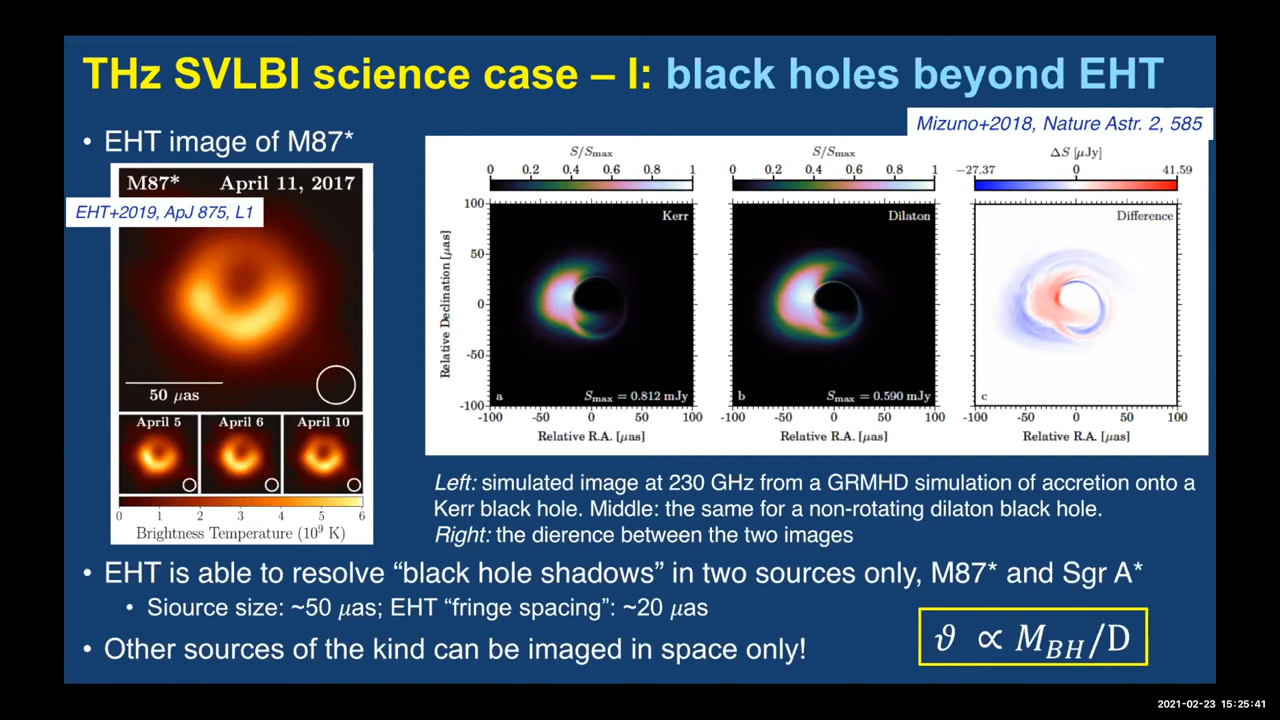 THz SVLBI science case – I: black holes beyond EHT
Mizuno+2018, Nature Astr. 2, 585
• EHT image of M87*
M87* April 11, 2017
EHT+2019, ApJ 875, L1
50 μas
April 5 April 6 April 10
0 1 2 3 4 5 6
Brightness Temperature (10⁹ K)
S/Smax S/Smax ΔS [μJy]
0 0.2 0.4 0.6 0.8 1 0 0.2 0.4 0.6 0.8 1 −27.37 0 41.59
Kerr Dilaton Difference
100
50
0
-50
-100
Relative Declination [μas]
a Smax = 0.812 mJy b Smax = 0.590 mJy c
-100 -50 0 50 100 -100 -50 0 50 100 -100 -50 0 50 100
Relative R.A. [μas] Relative R.A. [μas] Relative R.A. [μas]
Left: simulated image at 230 GHz from a GRMHD simulation of accretion onto a
Kerr black hole. Middle: the same for a non-rotating dilaton black hole.
Right: the dierence between the two images
• EHT is able to resolve “black hole shadows” in two sources only, M87* and Sgr A*
• Siource size: ~50 μas; EHT “fringe spacing”: ~20 μas
• Other sources of the kind can be imaged in space only!
ϑ ∝ M_BH/D
2021-02-23 15:25:41